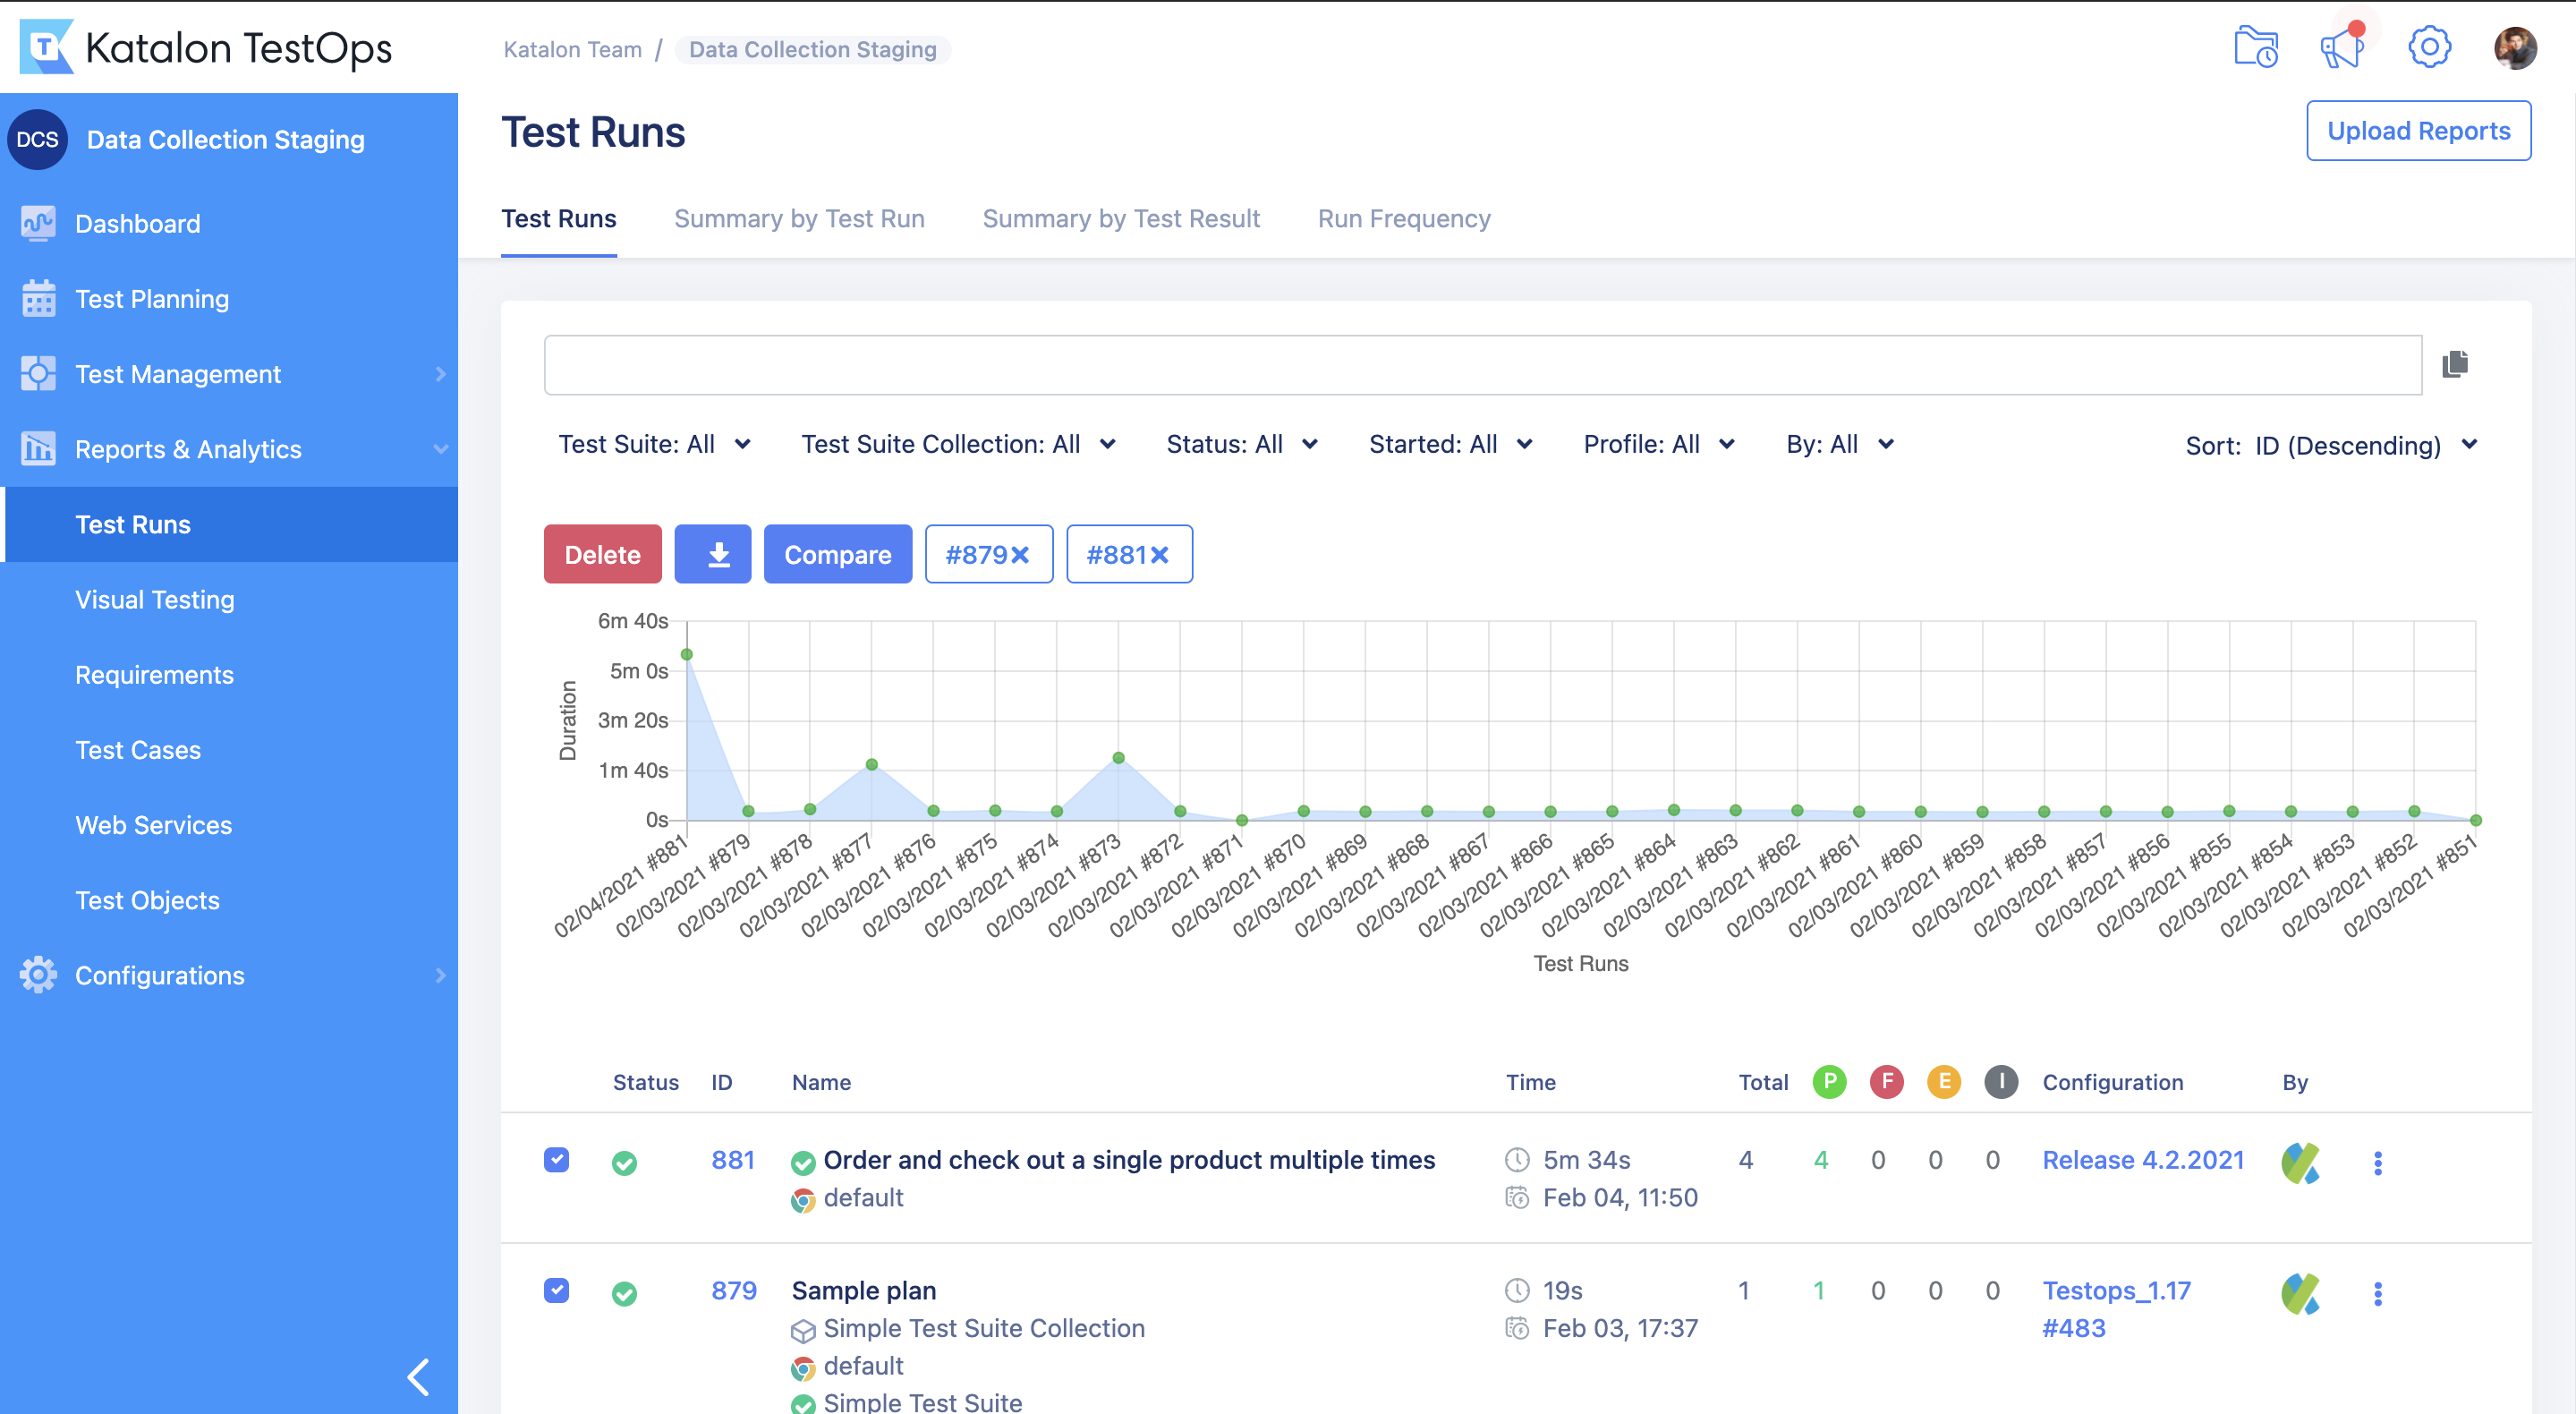 Katalon TestOps
Katalon Team / Data Collection Staging
DCS Data Collection Staging
Dashboard
Test Planning
Test Management
Reports & Analytics
Test Runs
Visual Testing
Requirements
Test Cases
Web Services
Test Objects
Configurations
Test Runs
Upload Reports
Test Runs Summary by Test Run Summary by Test Result Run Frequency
Test Suite: All Test Suite Collection: All Status: All Started: All Profile: All By: All Sort: ID (Descending)
Delete Compare #879 #881
Duration
6m 40s
5m 0s
3m 20s
1m 40s
0s
02/04/2021 #881
02/03/2021 #879
02/03/2021 #878
02/03/2021 #877
02/03/2021 #876
02/03/2021 #875
02/03/2021 #874
02/03/2021 #873
02/03/2021 #872
02/03/2021 #871
02/03/2021 #870
02/03/2021 #869
02/03/2021 #868
02/03/2021 #867
02/03/2021 #866
02/03/2021 #865
02/03/2021 #864
02/03/2021 #863
02/03/2021 #862
02/03/2021 #861
02/03/2021 #860
02/03/2021 #859
02/03/2021 #858
02/03/2021 #857
02/03/2021 #856
02/03/2021 #855
02/03/2021 #854
02/03/2021 #853
02/03/2021 #852
02/03/2021 #851
Test Runs
Status ID Name Time Total P F E I Configuration By
881 Order and check out a single product multiple times 5m 34s 4 4 0 0 0 Release 4.2.2021
default Feb 04, 11:50
879 Sample plan 19s 1 1 0 0 0 Testops_1.17
Simple Test Suite Collection Feb 03, 17:37 #483
default
Simple Test Suite